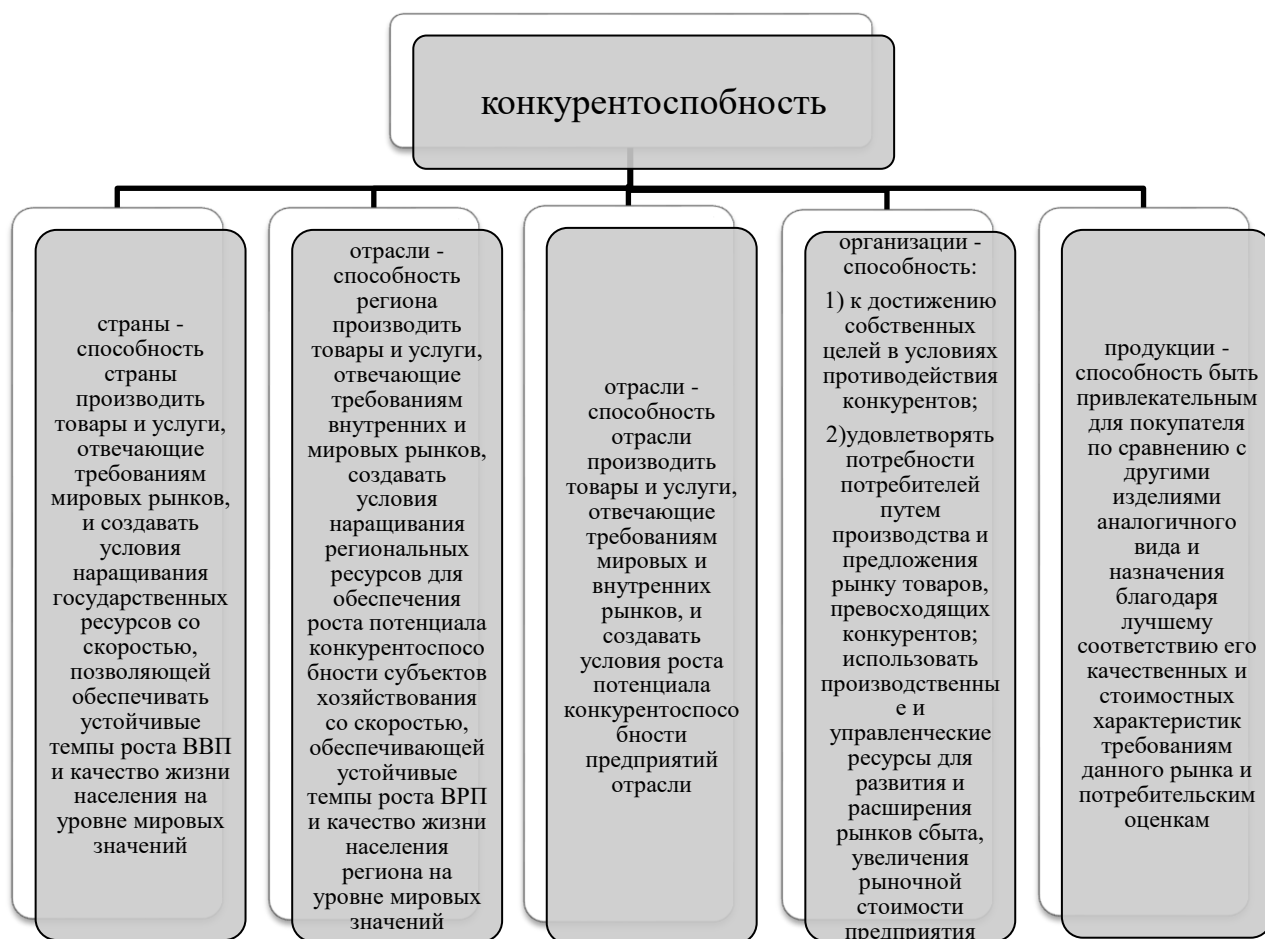 конкурентоспобность
страны -
способность
страны
производить
товары и услуги,
отвечающие
требованиям
мировых рынков,
и создавать
условия
наращивания
государственных
ресурсов со
скоростью,
позволяющей
обеспечивать
устойчивые
темпы роста ВВП
и качество жизни
населения на
уровне мировых
значений
отрасли -
способность
региона
производить
товары и услуги,
отвечающие
требованиям
внутренних и
мировых рынков,
создавать
условия
наращивания
региональных
ресурсов для
обеспечения
роста потенциала
конкурентоспосо
бности субъектов
хозяйствования
со скоростью,
обеспечивающей
устойчивые
темпы роста ВРП
и качество жизни
населения
региона на
уровне мировых
значений
отрасли -
способность
отрасли
производить
товары и услуги,
отвечающие
требованиям
мировых и
внутренних
рынков, и
создавать
условия роста
потенциала
конкурентоспосо
бности
предприятий
отрасли
организации -
способность:
1) к достижению
собственных
целей в условиях
противодействия
конкурентов;
2)удовлетворять
потребности
потребителей
путем
производства и
предложения
рынку товаров,
превосходящих
конкурентов;
использовать
производственны
е и
управленческие
ресурсы для
развития и
расширения
рынков сбыта,
увеличения
рыночной
стоимости
предприятия
продукции -
способность быть
привлекательным
для покупателя
по сравнению с
другими
изделиями
аналогичного
вида и
назначения
благодаря
лучшему
соответствию его
качественных и
стоимостных
характеристик
требованиям
данного рынка и
потребительским
оценкам